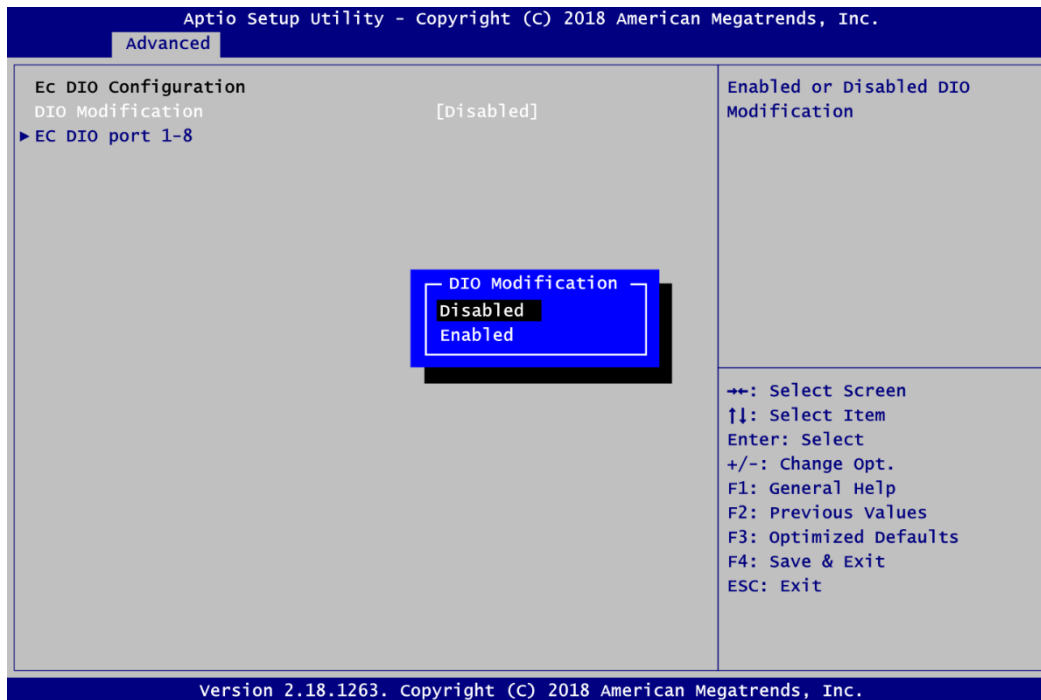 Aptio Setup Utility - Copyright (C) 2018 American Megatrends, Inc.
Advanced
Ec DIO Configuration
DIO Modification [Disabled]
►EC DIO port 1-8
Enabled or Disabled DIO
Modification
DIO Modification
Disabled
Enabled
→←: Select Screen
↑↓: Select Item
Enter: Select
+/-: Change Opt.
F1: General Help
F2: Previous Values
F3: Optimized Defaults
F4: Save & Exit
ESC: Exit
Version 2.18.1263. Copyright (C) 2018 American Megatrends, Inc.